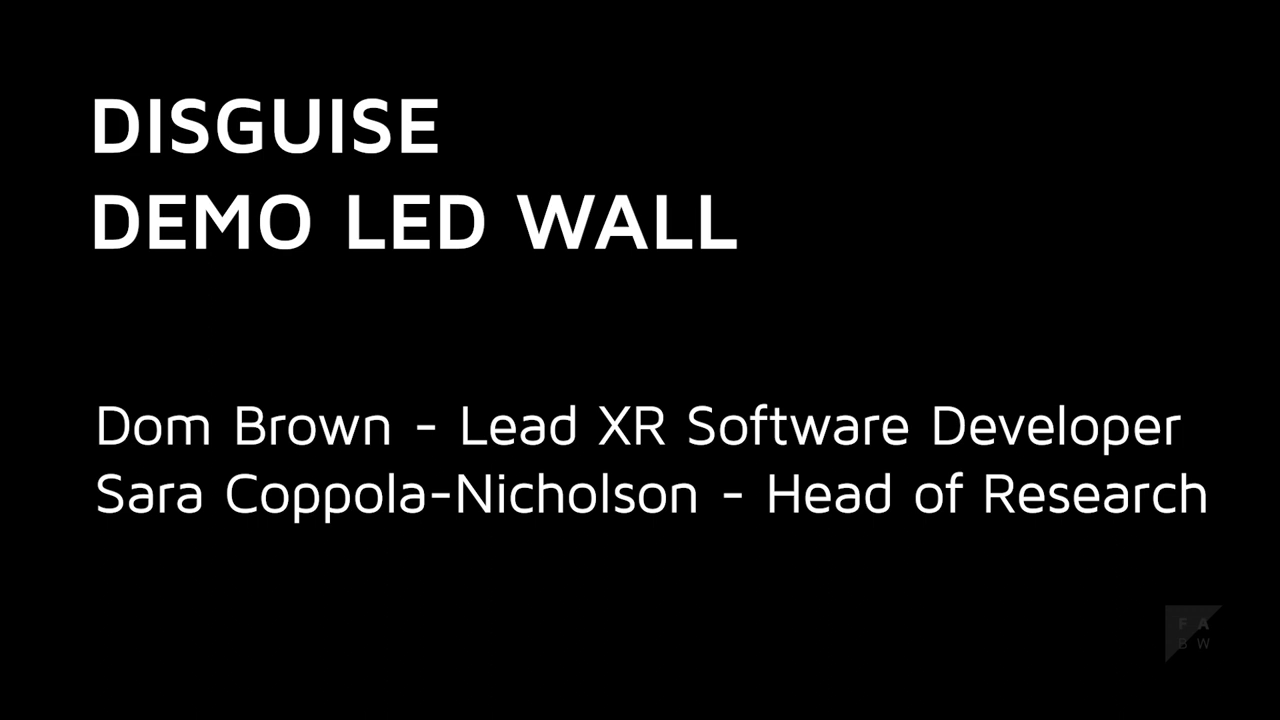 DISGUISE
DEMO LED WALL
Dom Brown - Lead XR Software Developer
Sara Coppola-Nicholson - Head of Research
F A
B W